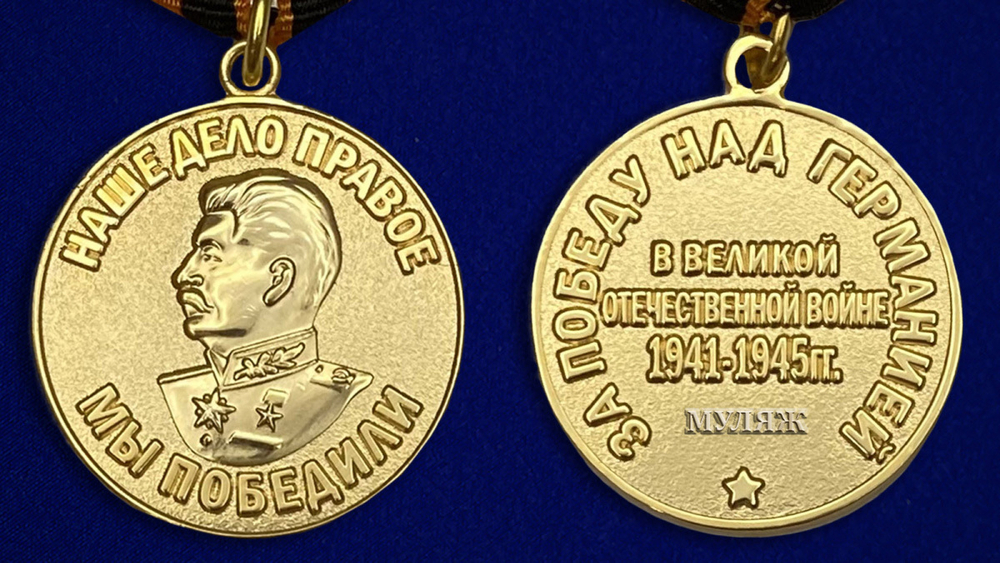 НАШЕ ДЕЛО ПРАВОЕ
МЫ ПОБЕДИЛИ
ЗА ПОБЕДУ НАД ГЕРМАНИЕЙ
В ВЕЛИКОЙ
ОТЕЧЕСТВЕННОЙ ВОЙНЕ
1941-1945гг.
МУЛЯЖ